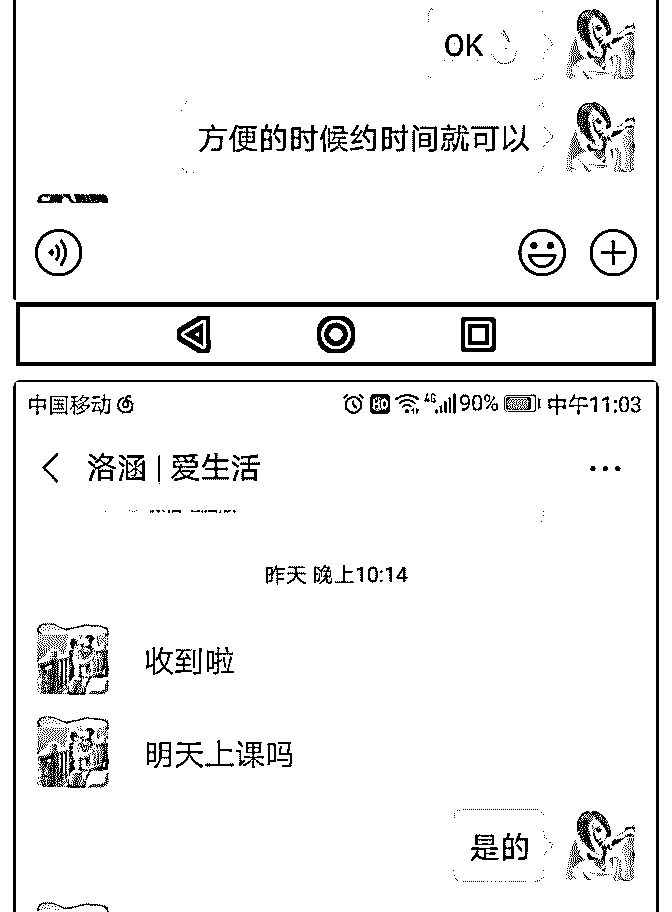 OK
方便的时候约时间就可以
中国移动
4G 90% 中午11:03
洛涵 | 爱生活
昨天 晚上10:14
收到啦
明天上课吗
是的